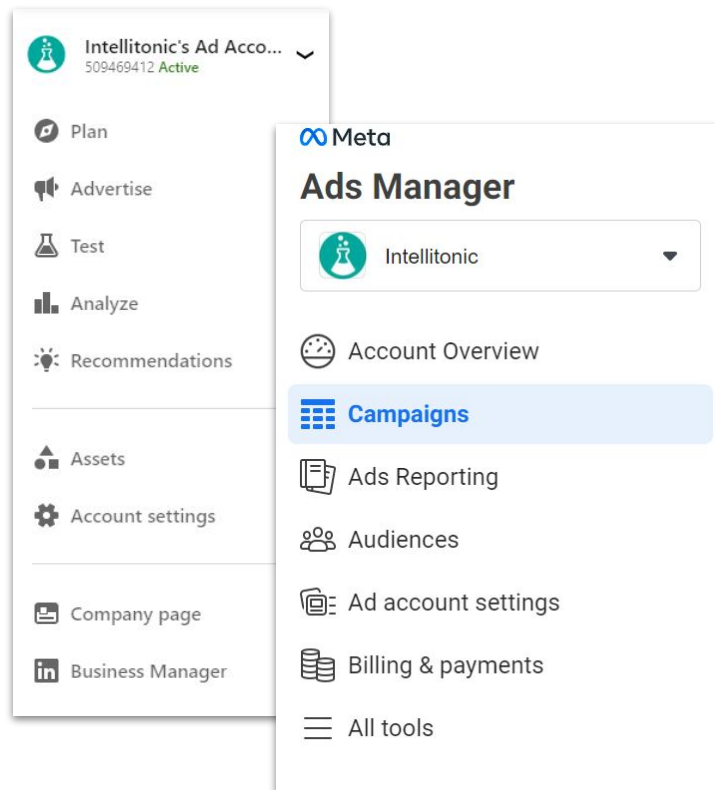 Intellitonic's Ad Acco...
509469412 Active
Plan
Advertise
Test
Analyze
Recommendations
Assets
Account settings
Company page
in Business Manager
Meta
Ads Manager
Intellitonic
Account Overview
Campaigns
Ads Reporting
Audiences
Ad account settings
Billing & payments
All tools